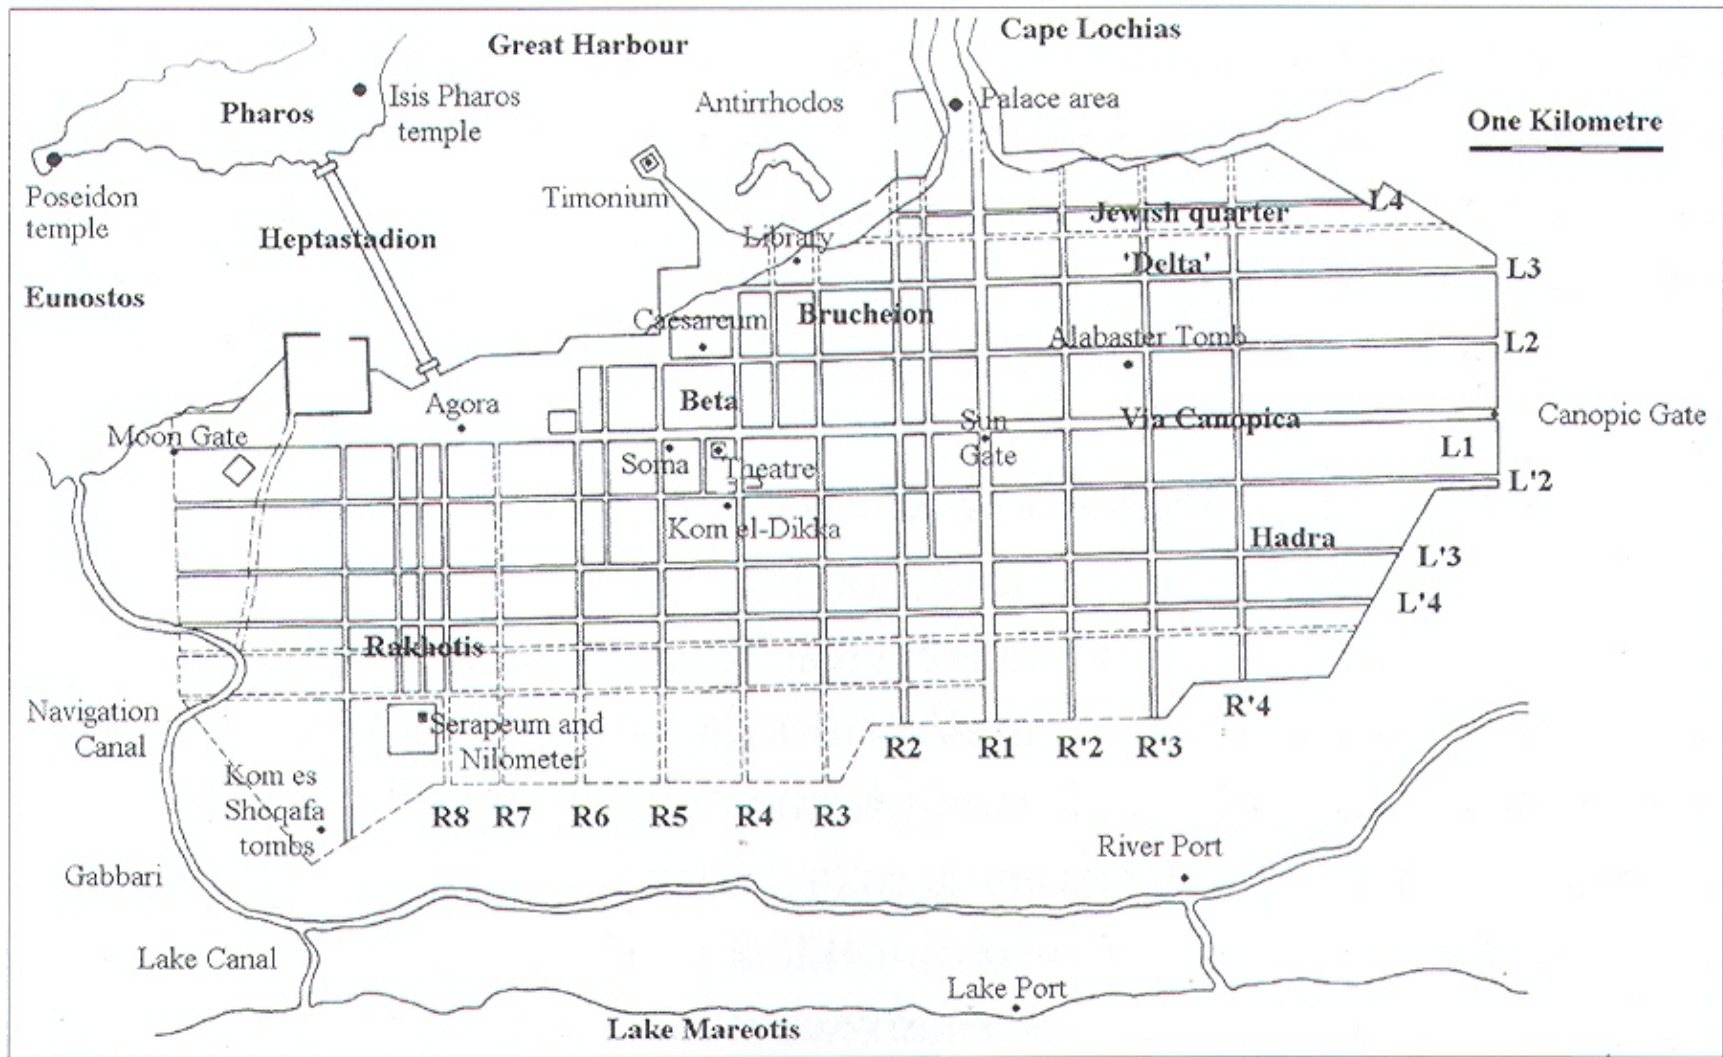 Great Harbour
Cape Lochias
Isis Pharos
temple
Pharos
Antirrhodos
Palace area
One Kilometre
Poseidon
temple
Timonium
L4
Jewish quarter
Heptastadion
Library
'Delta'
L3
Eunostos
Caesareum
Brucheion
Alabaster Tomb
L2
Agora
Beta
Sun
Gate
Via Canopica
Canopic Gate
Moon Gate
L1
Soma
Theatre
L'2
Kom el-Dikka
Hadra
L'3
L'4
Rakhotis
Navigation
Canal
Serapeum and
Nilometer
R'4
R2
R1
R'2
R'3
Kom es
Shoqafa
tombs
R8
R7
R6
R5
R4
R3
River Port
Gabbari
Lake Canal
Lake Port
Lake Mareotis